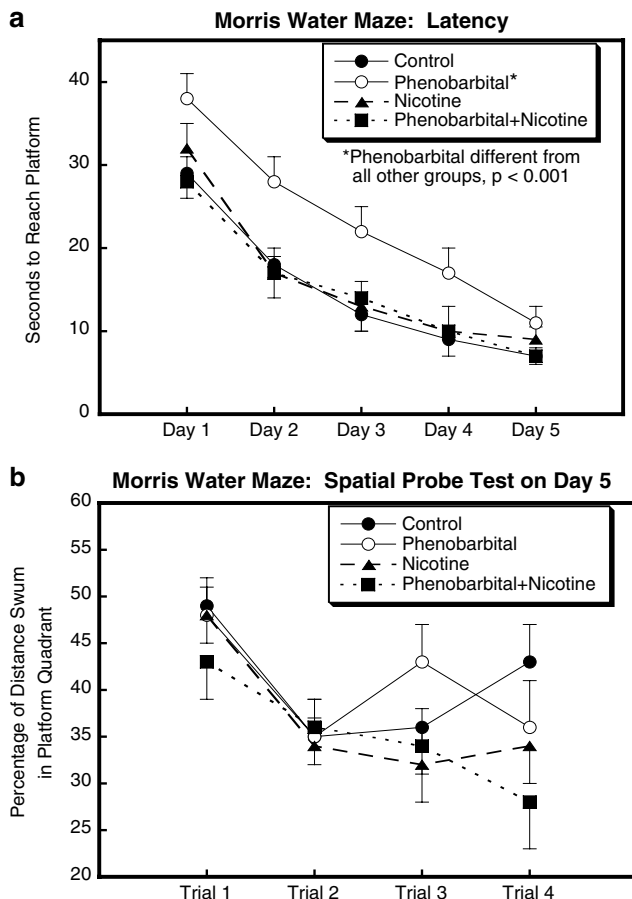 a
Morris Water Maze: Latency
Control
Phenobarbital*
Nicotine
Phenobarbital+Nicotine
*Phenobarbital different from
all other groups, p < 0.001
Seconds to Reach Platform
40
30
20
10
0
Day 1 Day 2 Day 3 Day 4 Day 5
b
Morris Water Maze: Spatial Probe Test on Day 5
Control
Phenobarbital
Nicotine
Phenobarbital+Nicotine
Percentage of Distance Swum
in Platform Quadrant
60
55
50
45
40
35
30
25
20
Trial 1 Trial 2 Trial 3 Trial 4